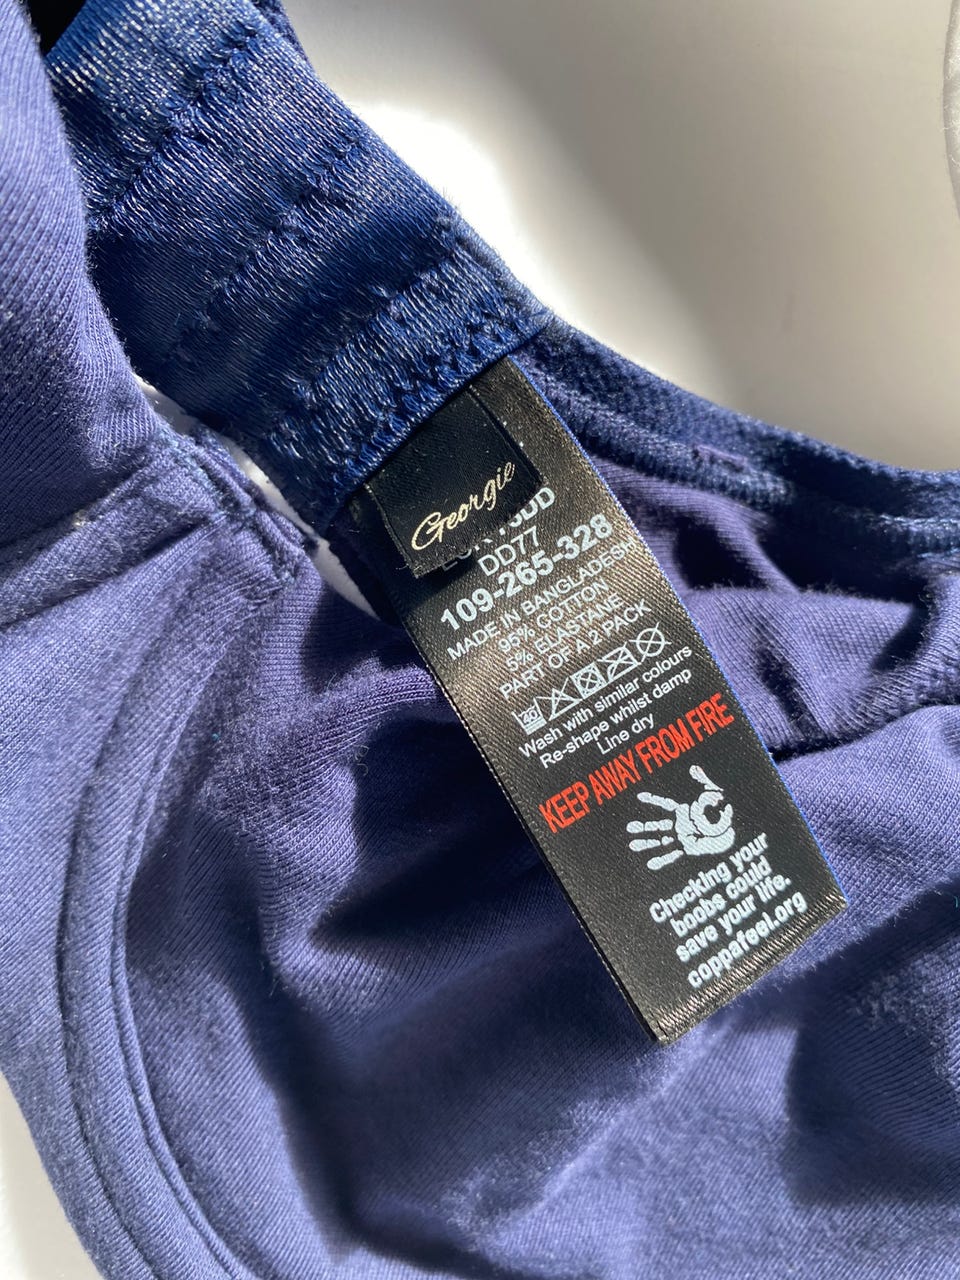 Georgie
DD77
109-265-328
MADE IN BANGLADESH
95% COTTON
5% ELASTANE
PART OF A 2 PACK
40
Wash with similar colours
Re-shape whilst damp
Line dry
KEEP AWAY FROM FIRE
C
Checking your
boobs could
save your life.
coppafeel.org